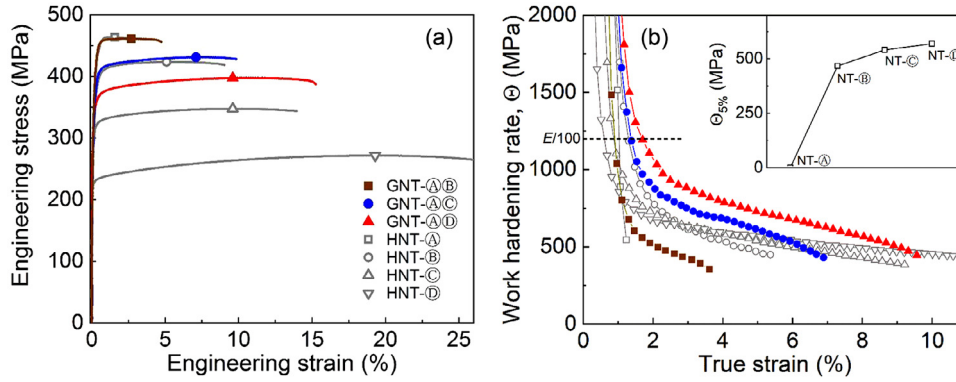 (a)
Engineering stress (MPa)
500
400
300
200
100
0
0 5 10 15 20 25
Engineering strain (%)
GNT-ⒶⒷ
GNT-ⒶⒸ
GNT-ⒶⒹ
HNT-Ⓐ
HNT-Ⓑ
HNT-Ⓒ
HNT-Ⓓ
(b)
Work hardening rate, Θ (MPa)
2000
1500
1000
500
0
E/100
0 2 4 6 8 10
True strain (%)
Θ5% (MPa)
500
250
0
NT-Ⓐ
NT-Ⓑ
NT-Ⓒ